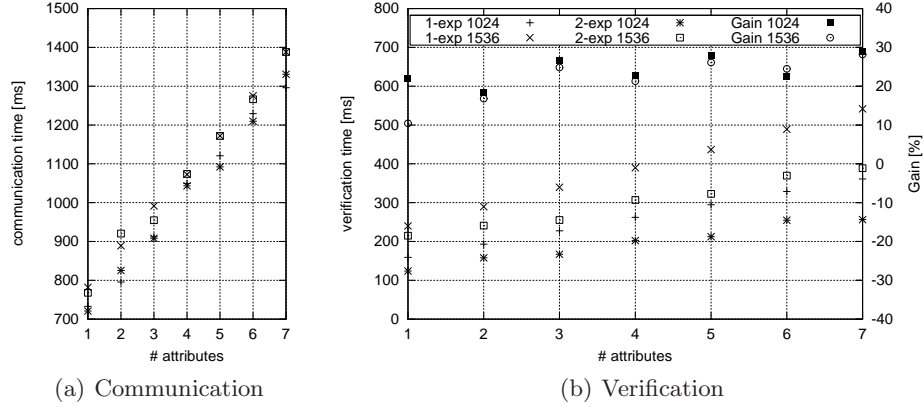 communication time [ms]
1500
1400
1300
1200
1100
1000
900
800
700
1 2 3 4 5 6 7
# attributes
(a) Communication
verification time [ms]
800
700
600
500
400
300
200
100
0
1-exp 1024 2-exp 1024 Gain 1024
1-exp 1536 2-exp 1536 Gain 1536
40
30
20
10
0
-10
-20
-30
-40
Gain [%]
1 2 3 4 5 6 7
# attributes
(b) Verification